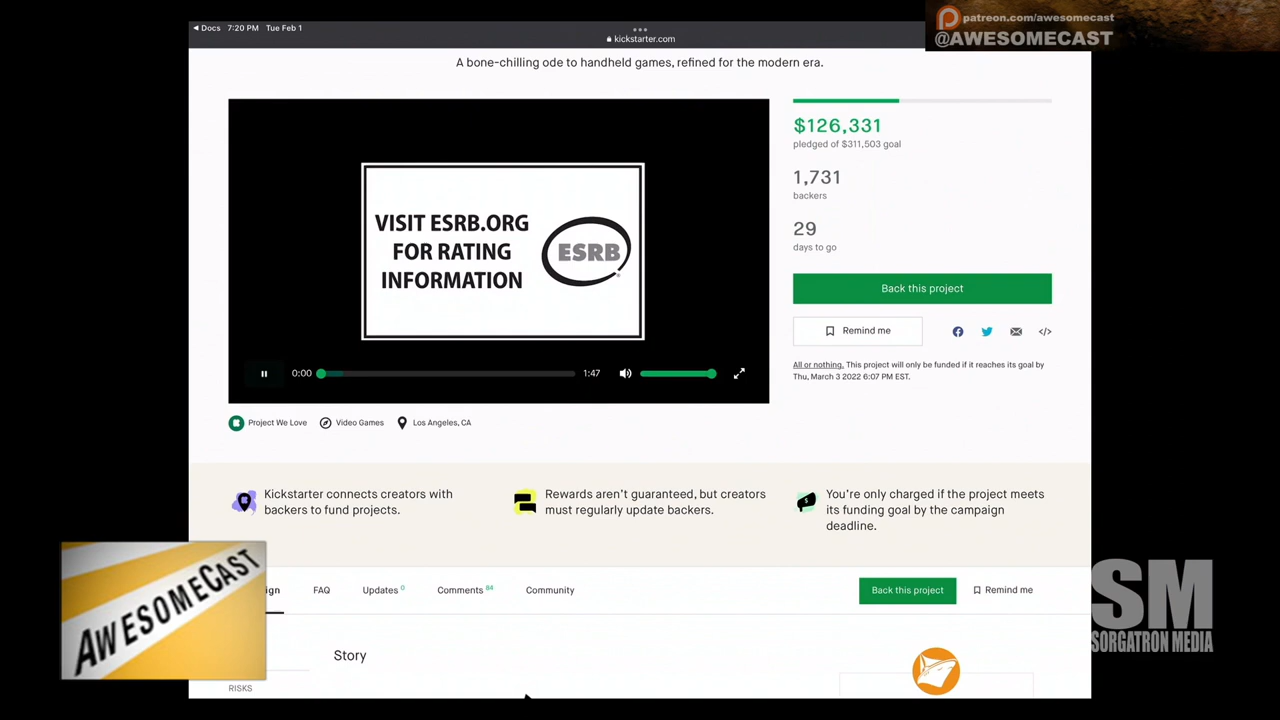 Docs 7:20 PM Tue Feb 1
patreon.com/awesomecast
@AWESOMECAST
kickstarter.com
A bone-chilling ode to handheld games, refined for the modern era.
VISIT ESRB.ORG
FOR RATING
INFORMATION
ESRB
0:00
1:47
$126,331
pledged of $311,503 goal
1,731
backers
29
days to go
Back this project
Remind me
All or nothing. This project will only be funded if it reaches its goal by
Thu, March 3 2022 6:07 PM EST.
Project We Love
Video Games
Los Angeles, CA
Kickstarter connects creators with
backers to fund projects.
Rewards aren't guaranteed, but creators
must regularly update backers.
You're only charged if the project meets
its funding goal by the campaign
deadline.
ign
FAQ
Updates 0
Comments 84
Community
Back this project
Remind me
AWESOMECAST
SM
SORGATRON MEDIA
Story
RISKS